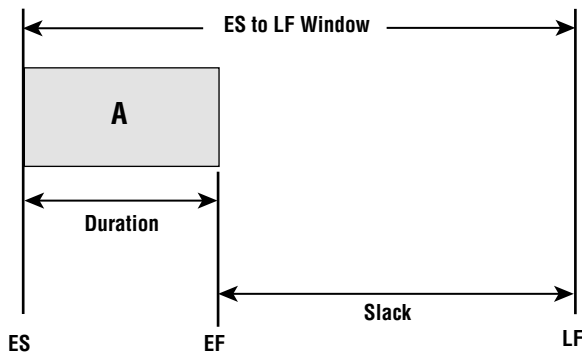 ES to LF Window
A
Duration
Slack
ES
EF
LF